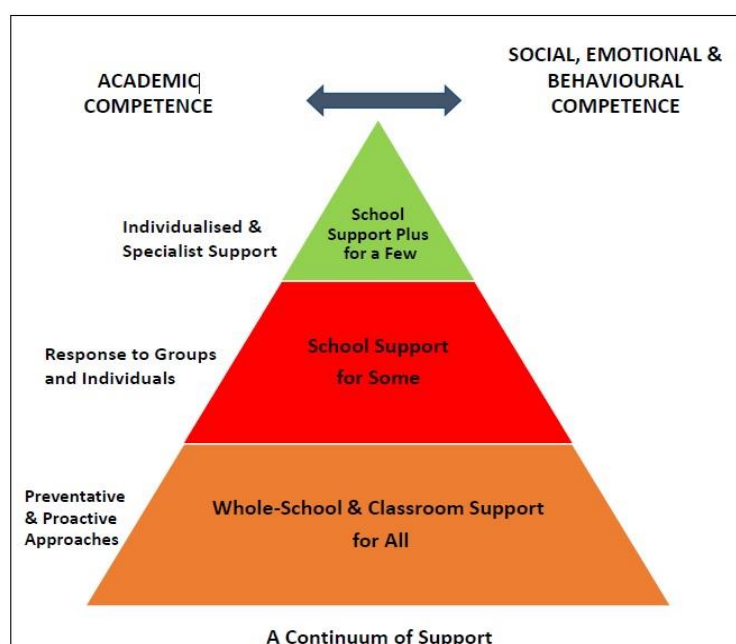 ACADEMIC
COMPETENCE
SOCIAL, EMOTIONAL &
BEHAVIOURAL
COMPETENCE
Individualised &
Specialist Support
School
Support Plus
for a Few
Response to Groups
and Individuals
School Support
for Some
Preventative
& Proactive
Approaches
Whole-School & Classroom Support
for All
A Continuum of Support